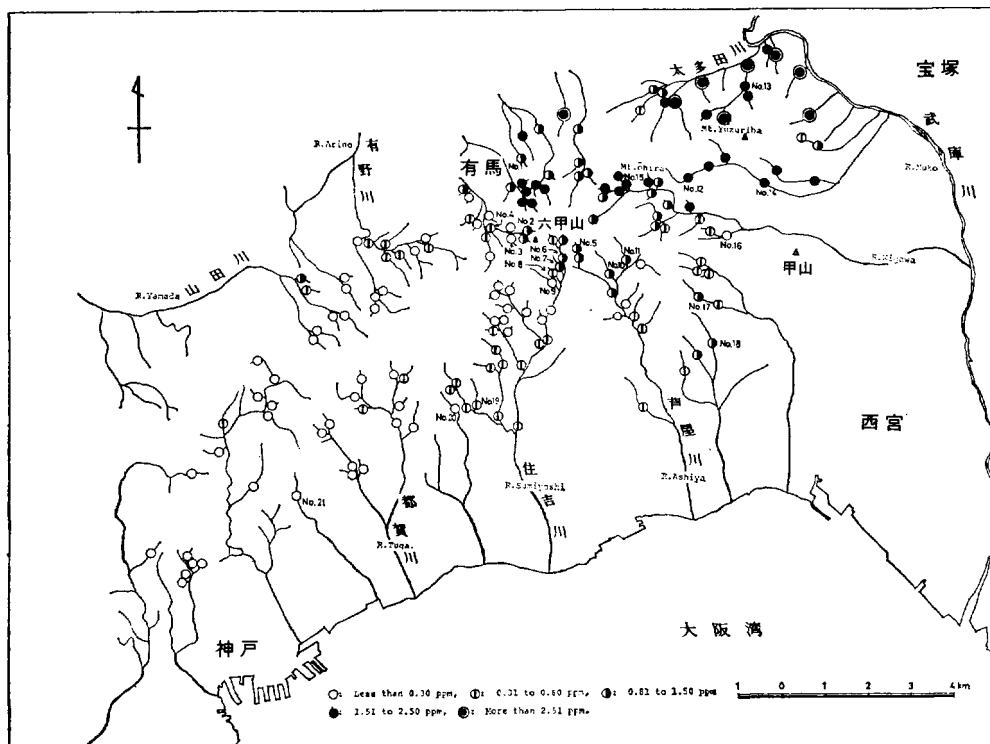 宝塚
太多田川
No.13
Mt.Yuzuriha
武庫川
R.Muko
R.Arino
有野川
有馬
No.1
Mt.Ohira
No.15
No.12
No.14
No.4
No.2
六甲山
No.3
No.6
No.7
No.8
No.9
No.5
No.10
No.11
No.16
甲山
山田川
R.Yamada
No.17
No.18
No.19
No.20
西宮
芦屋川
R.Ashiya
住吉川
R.Sumiyoshi
No.21
都賀川
R.Tuga.
神戸
大阪湾
: Less than 0.30 ppm, : 0.31 to 0.80 ppm, : 0.81 to 1.50 ppm
: 1.51 to 2.50 ppm, : More than 2.51 ppm.
1 0 1 2 3 4 km